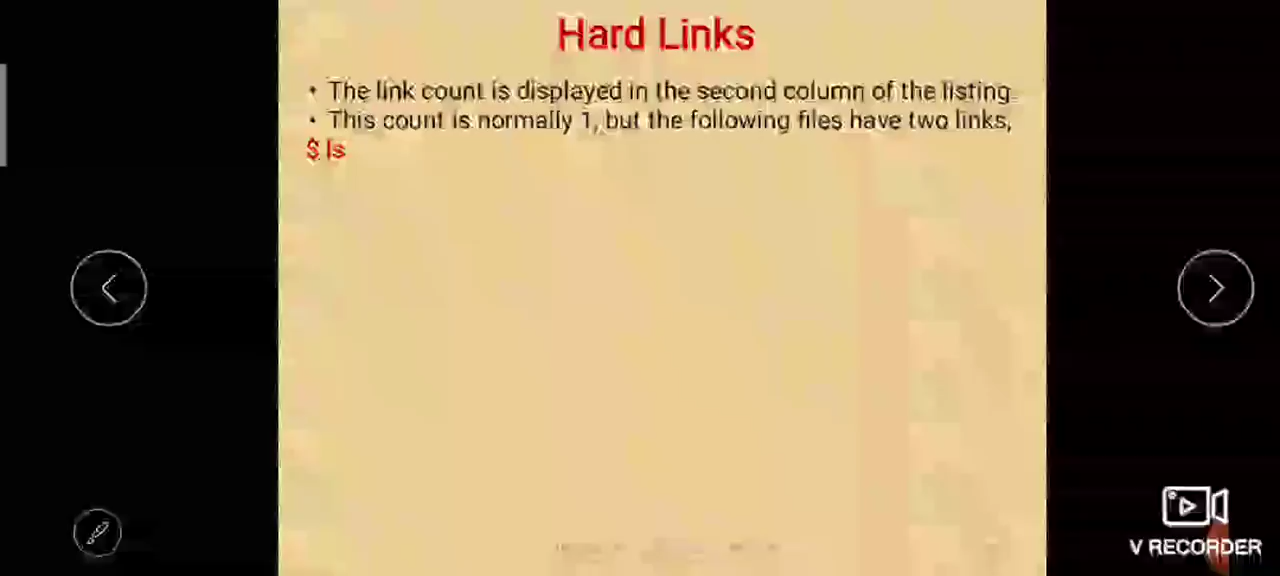 Hard Links
• The link count is displayed in the second column of the listing.
• This count is normally 1, but the following files have two links,
$ ls
V RECORDER